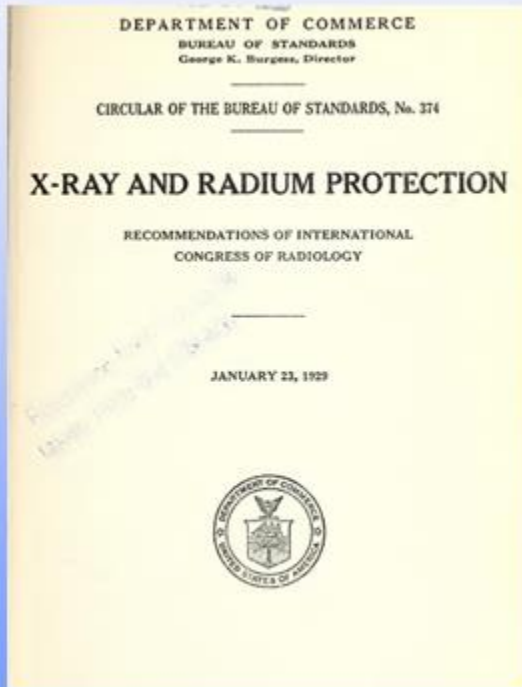 DEPARTMENT OF COMMERCE
BUREAU OF STANDARDS
George K. Burgess, Director
CIRCULAR OF THE BUREAU OF STANDARDS, No. 374
X-RAY AND RADIUM PROTECTION
RECOMMENDATIONS OF INTERNATIONAL
CONGRESS OF RADIOLOGY
JANUARY 23, 1929
DEPARTMENT OF COMMERCE
UNITED STATES OF AMERICA